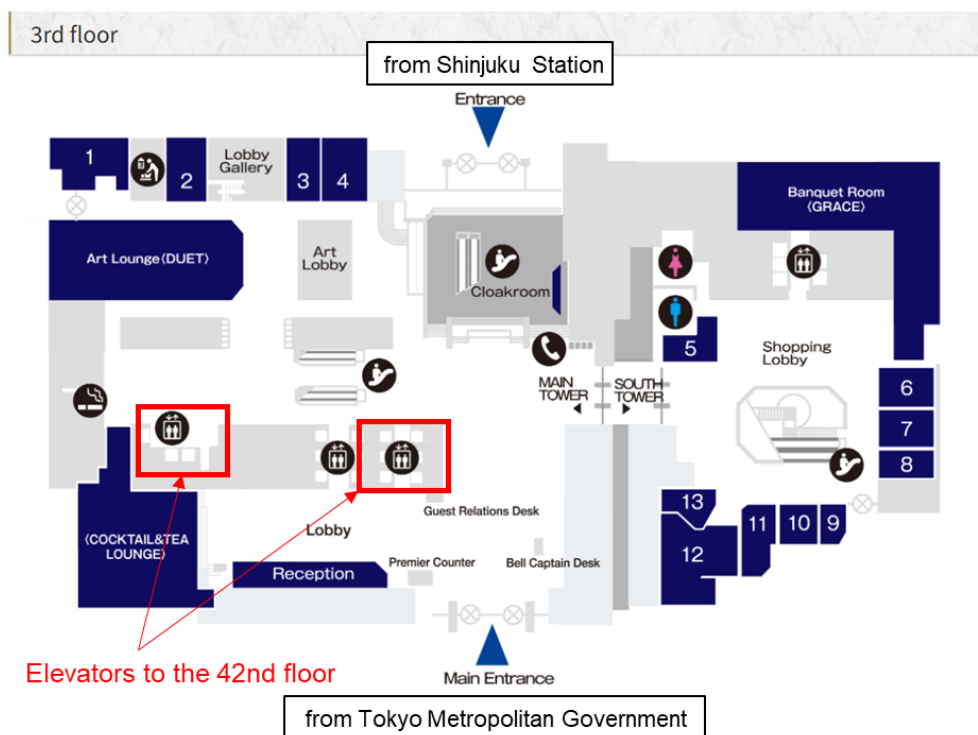 3rd floor
from Shinjuku Station
Entrance
1
2
Lobby
Gallery
3
4
Banquet Room
(GRACE)
Art Lounge(DUET)
Art
Lobby
Cloakroom
5
Shopping
Lobby
MAIN
TOWER
SOUTH
TOWER
6
7
8
13
12
11
10
9
Guest Relations Desk
Lobby
(COCKTAIL&TEA
LOUNGE)
Premier Counter
Bell Captain Desk
Reception
Elevators to the 42nd floor
Main Entrance
from Tokyo Metropolitan Government